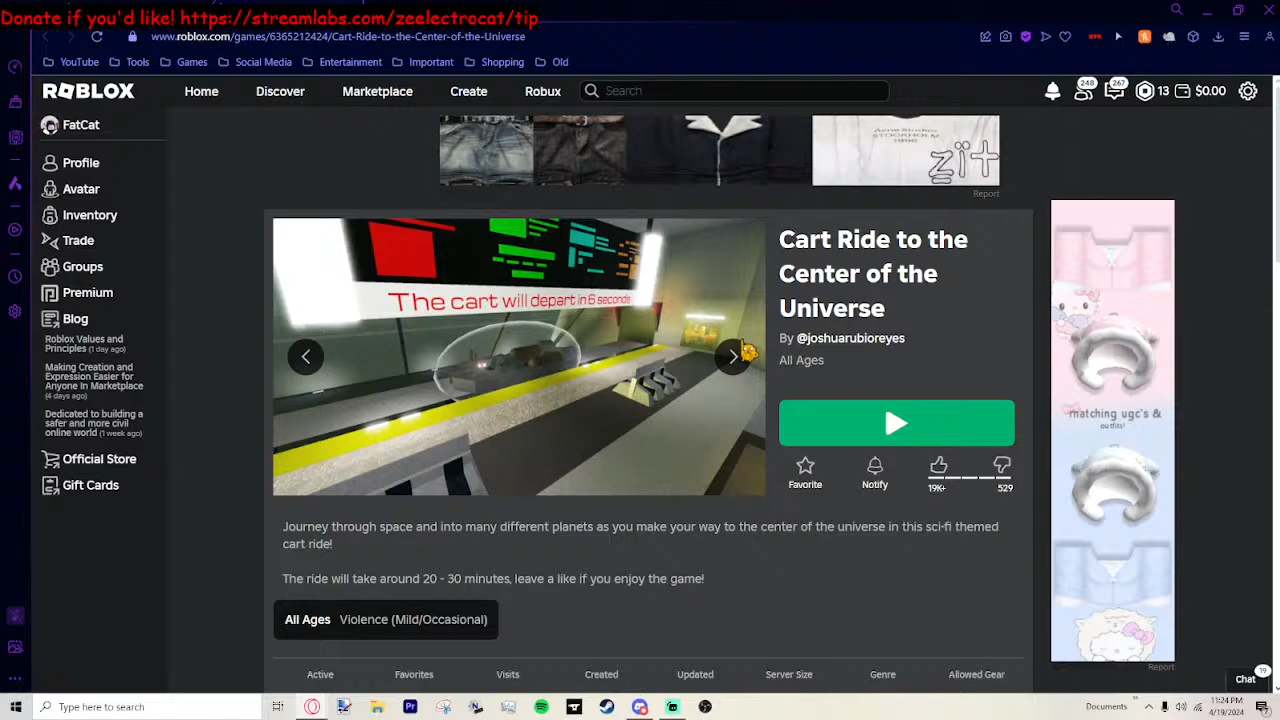 Donate if you'd like! https://streamlabs.com/zeelectrocat/tip
www.roblox.com/games/6365212424/Cart-Ride-to-the-Center-of-the-Universe
YouTube Tools Games Social Media Entertainment Important Shopping Old
ROBLOX Home Discover Marketplace Create Robux Search 248 267 13 $0.00
FatCat
Profile
Avatar
Inventory
Trade
Groups
Premium
Blog
Roblox Values and
Principles (1 day ago)
Making Creation and
Expression Easier for
Anyone In Marketplace
(4 days ago)
Dedicated to building a
safer and more civil
online world (1 week ago)
Official Store
Gift Cards
Acne Studios
STOCKHOLM
1996
zït
Report
The cart will depart in 6 seconds
Cart Ride to the
Center of the
Universe
By @joshuarubioreyes
All Ages
Favorite Notify 19K+ 529
Journey through space and into many different planets as you make your way to the center of the universe in this sci-fi themed
cart ride!
The ride will take around 20 - 30 minutes, leave a like if you enjoy the game!
All Ages Violence (Mild/Occasional)
Active Favorites Visits Created Updated Server Size Genre Allowed Gear
matching ugc's &
outfits!
Report
Chat 19
Type here to search
Documents
11:24 PM
4/19/2024